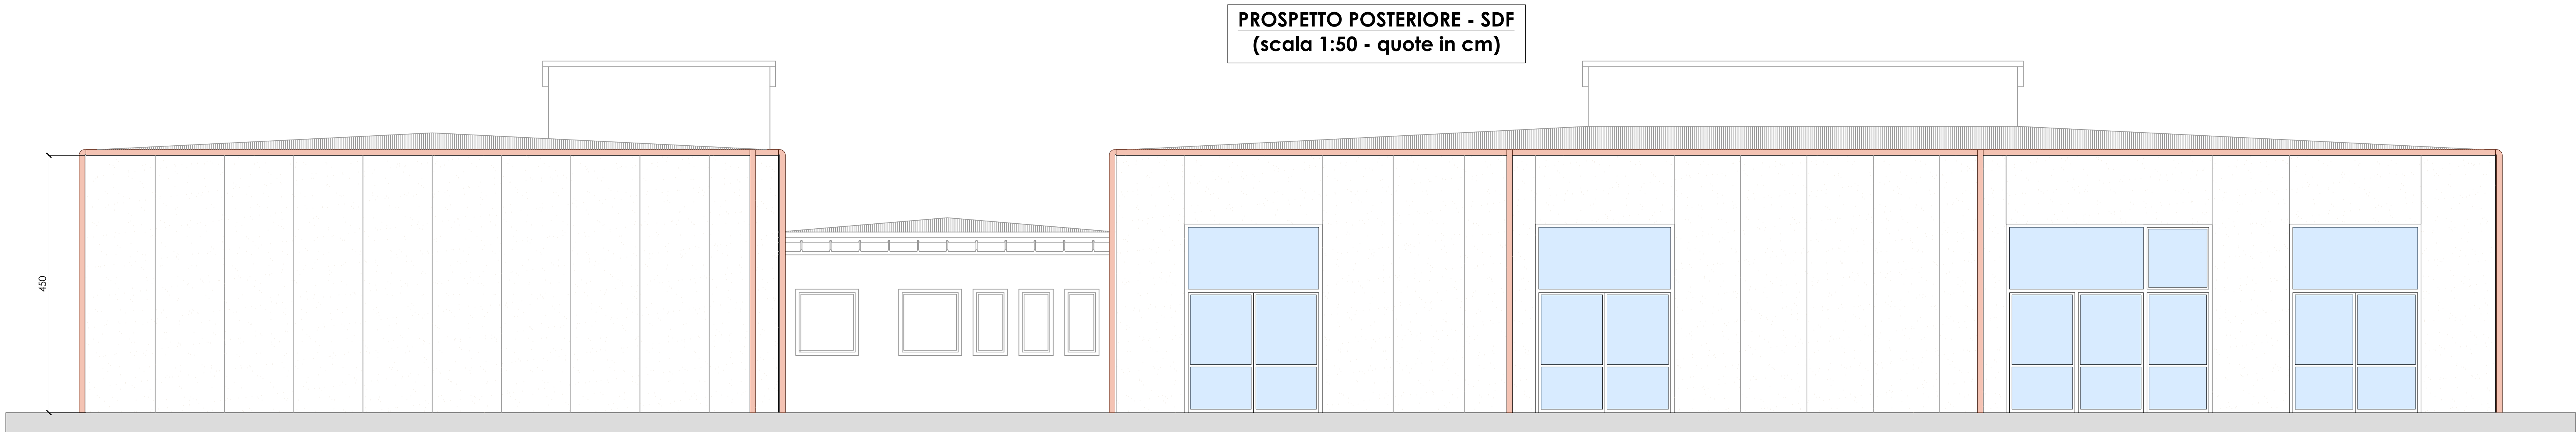 PROSPETTO POSTERIORE - SDF
(scala 1:50 - quote in cm)
450